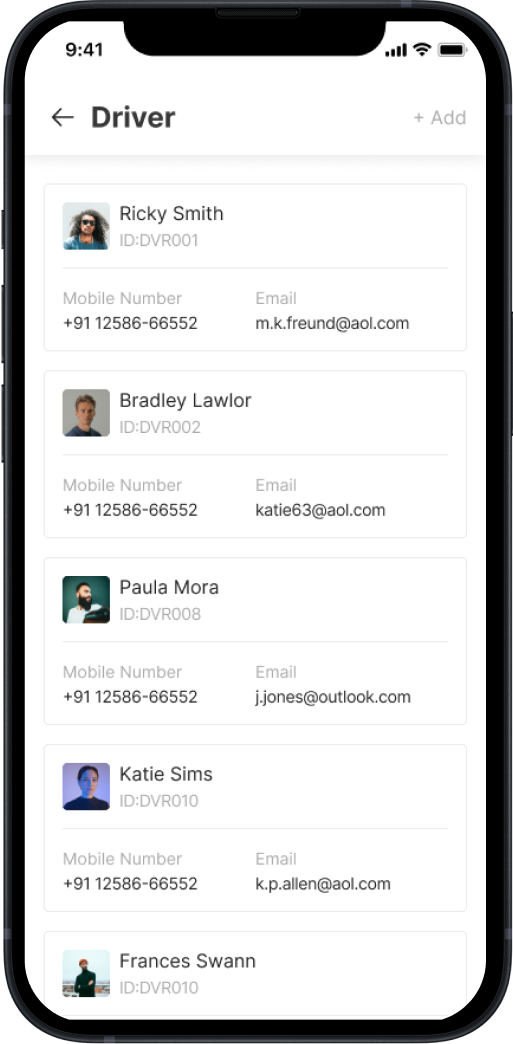 9:41
Driver
+ Add
Ricky Smith
ID:DVR001
Mobile Number Email
+91 12586-66552 m.k.freund@aol.com
Bradley Lawlor
ID:DVR002
Mobile Number Email
+91 12586-66552 katie63@aol.com
Paula Mora
ID:DVR008
Mobile Number Email
+91 12586-66552 j.jones@outlook.com
Katie Sims
ID:DVR010
Mobile Number Email
+91 12586-66552 k.p.allen@aol.com
Frances Swann
ID:DVR010